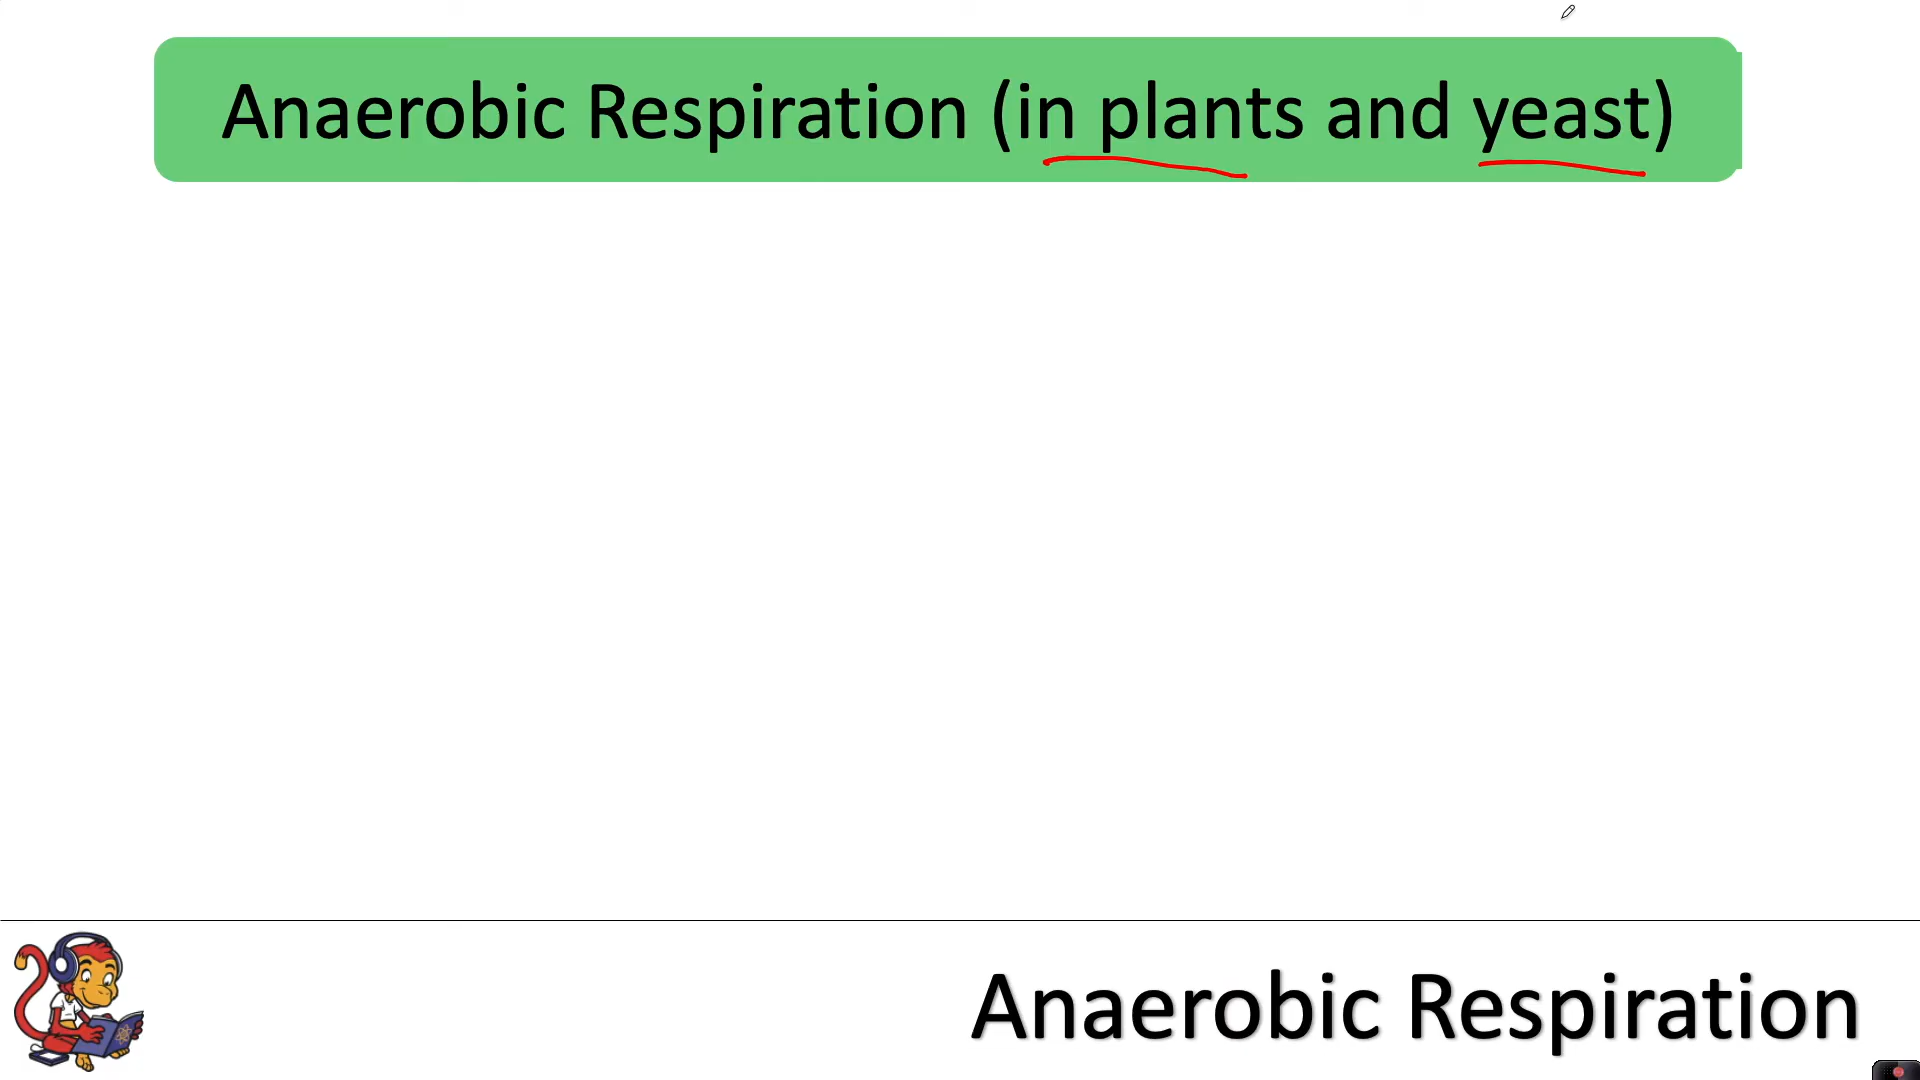 Anaerobic Respiration (in plants and yeast)
Anaerobic Respiration